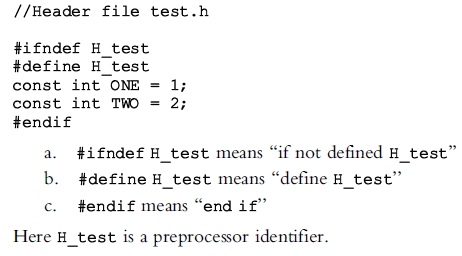 //Header file test.h
#ifndef H_test
#define H_test
const int ONE = 1;
const int TWO = 2;
#endif
a. #ifndef H_test means “if not defined H_test”
b. #define H_test means “define H_test”
c. #endif means “end if”
Here H_test is a preprocessor identifier.